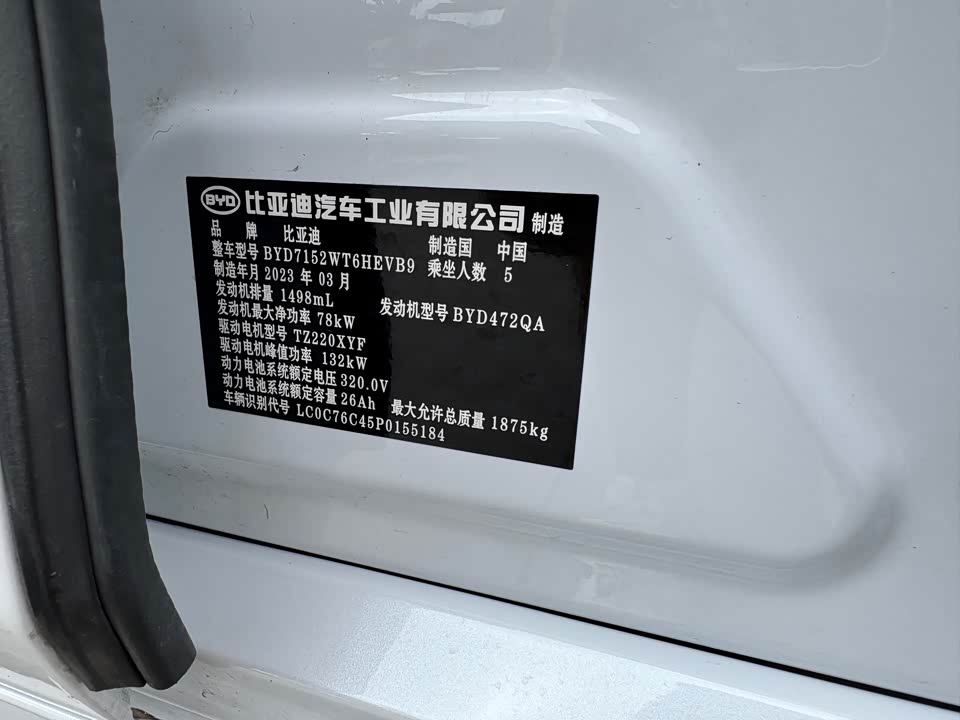 BYD 比亚迪汽车工业有限公司 制造
品 牌 比亚迪 制造国 中国
整车型号 BYD7152WT6HEVB9 乘坐人数 5
制造年月 2023 年 03 月
发动机排量 1498mL 发动机型号 BYD472QA
发动机最大净功率 78kW
驱动电机型号 TZ220XYF
驱动电机峰值功率 132kW
动力电池系统额定电压 320.0V
动力电池系统额定容量 26Ah 最大允许总质量 1875kg
车辆识别代号 LC0C76C45P0155184